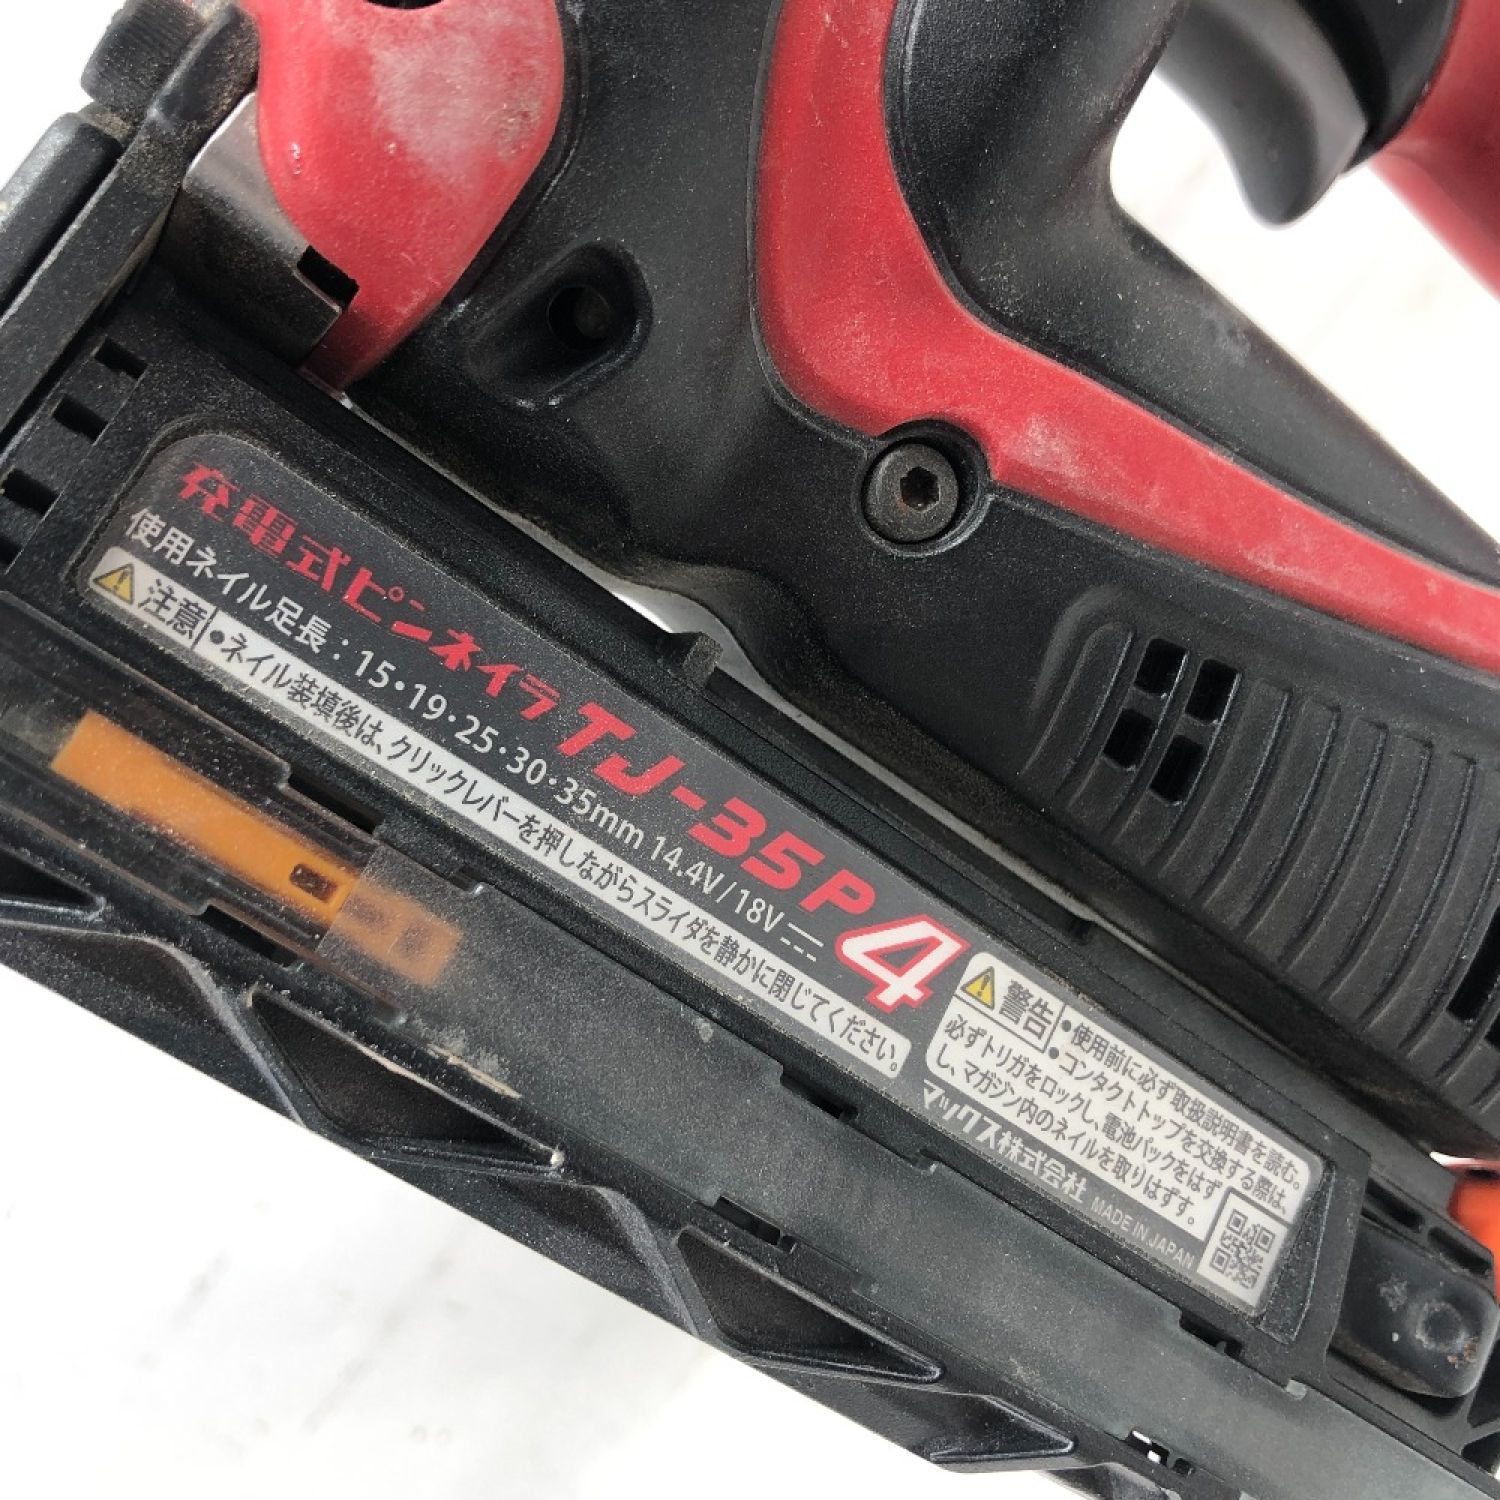 充電式ピンネイラ TJ-35P4
使用ネイル足長：15・19・25・30・35mm 14.4V/18V
注意 •ネイル装填後は、クリックレバーを押しながらスライダを静かに閉じてください。
警告 •使用前に必ず取扱説明書を読む。
•コンタクトトップを交換する際は、
必ずトリガをロックし、電池パックをはず
し、マガジン内のネイルを取りはずす。
マックス株式会社 MADE IN JAPAN